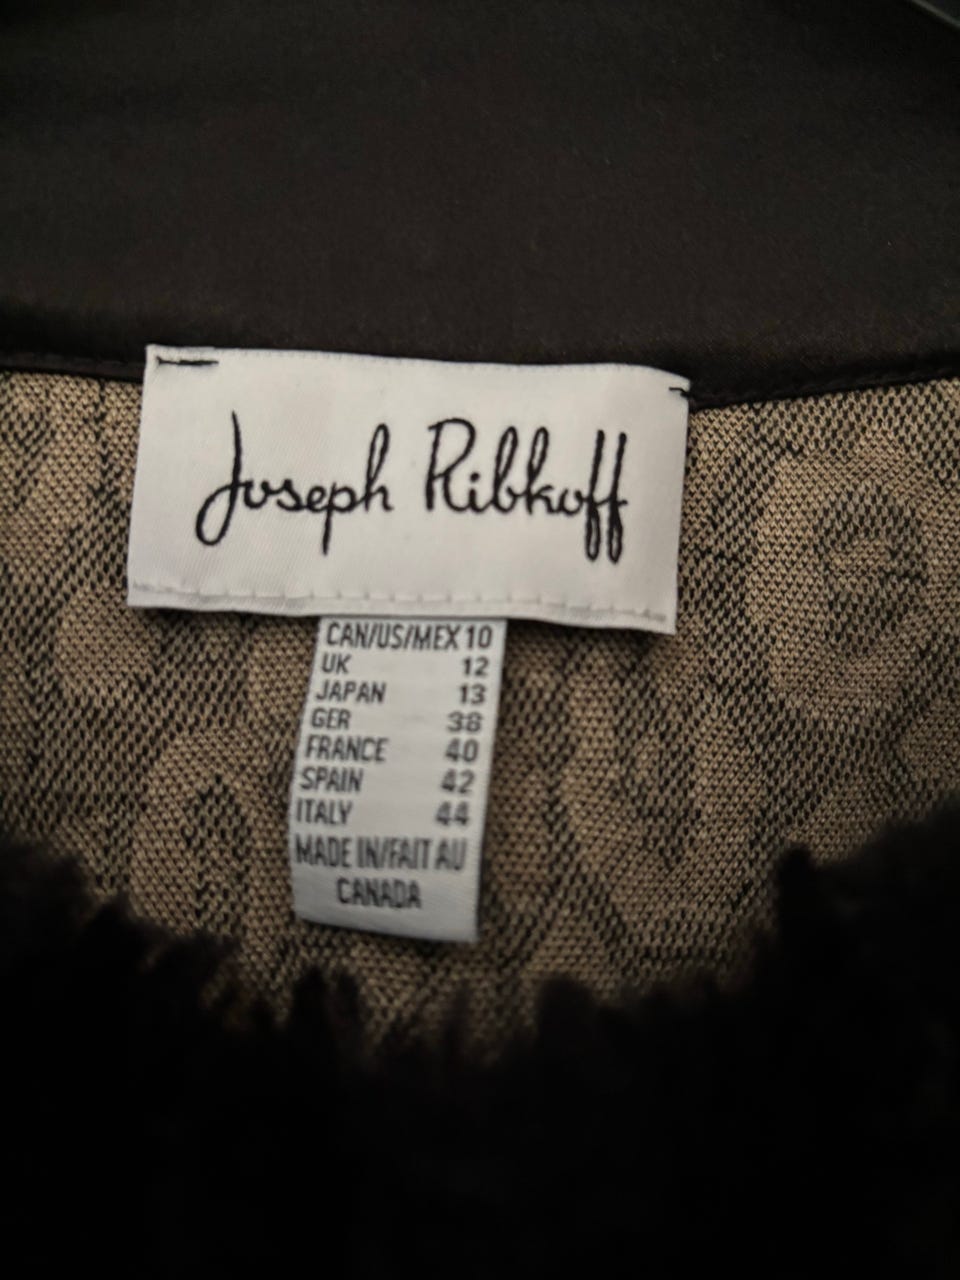 Joseph Ribkoff
CAN/US/MEX 10
UK 12
JAPAN 13
GER 38
FRANCE 40
SPAIN 42
ITALY 44
MADE IN/FAIT AU
CANADA